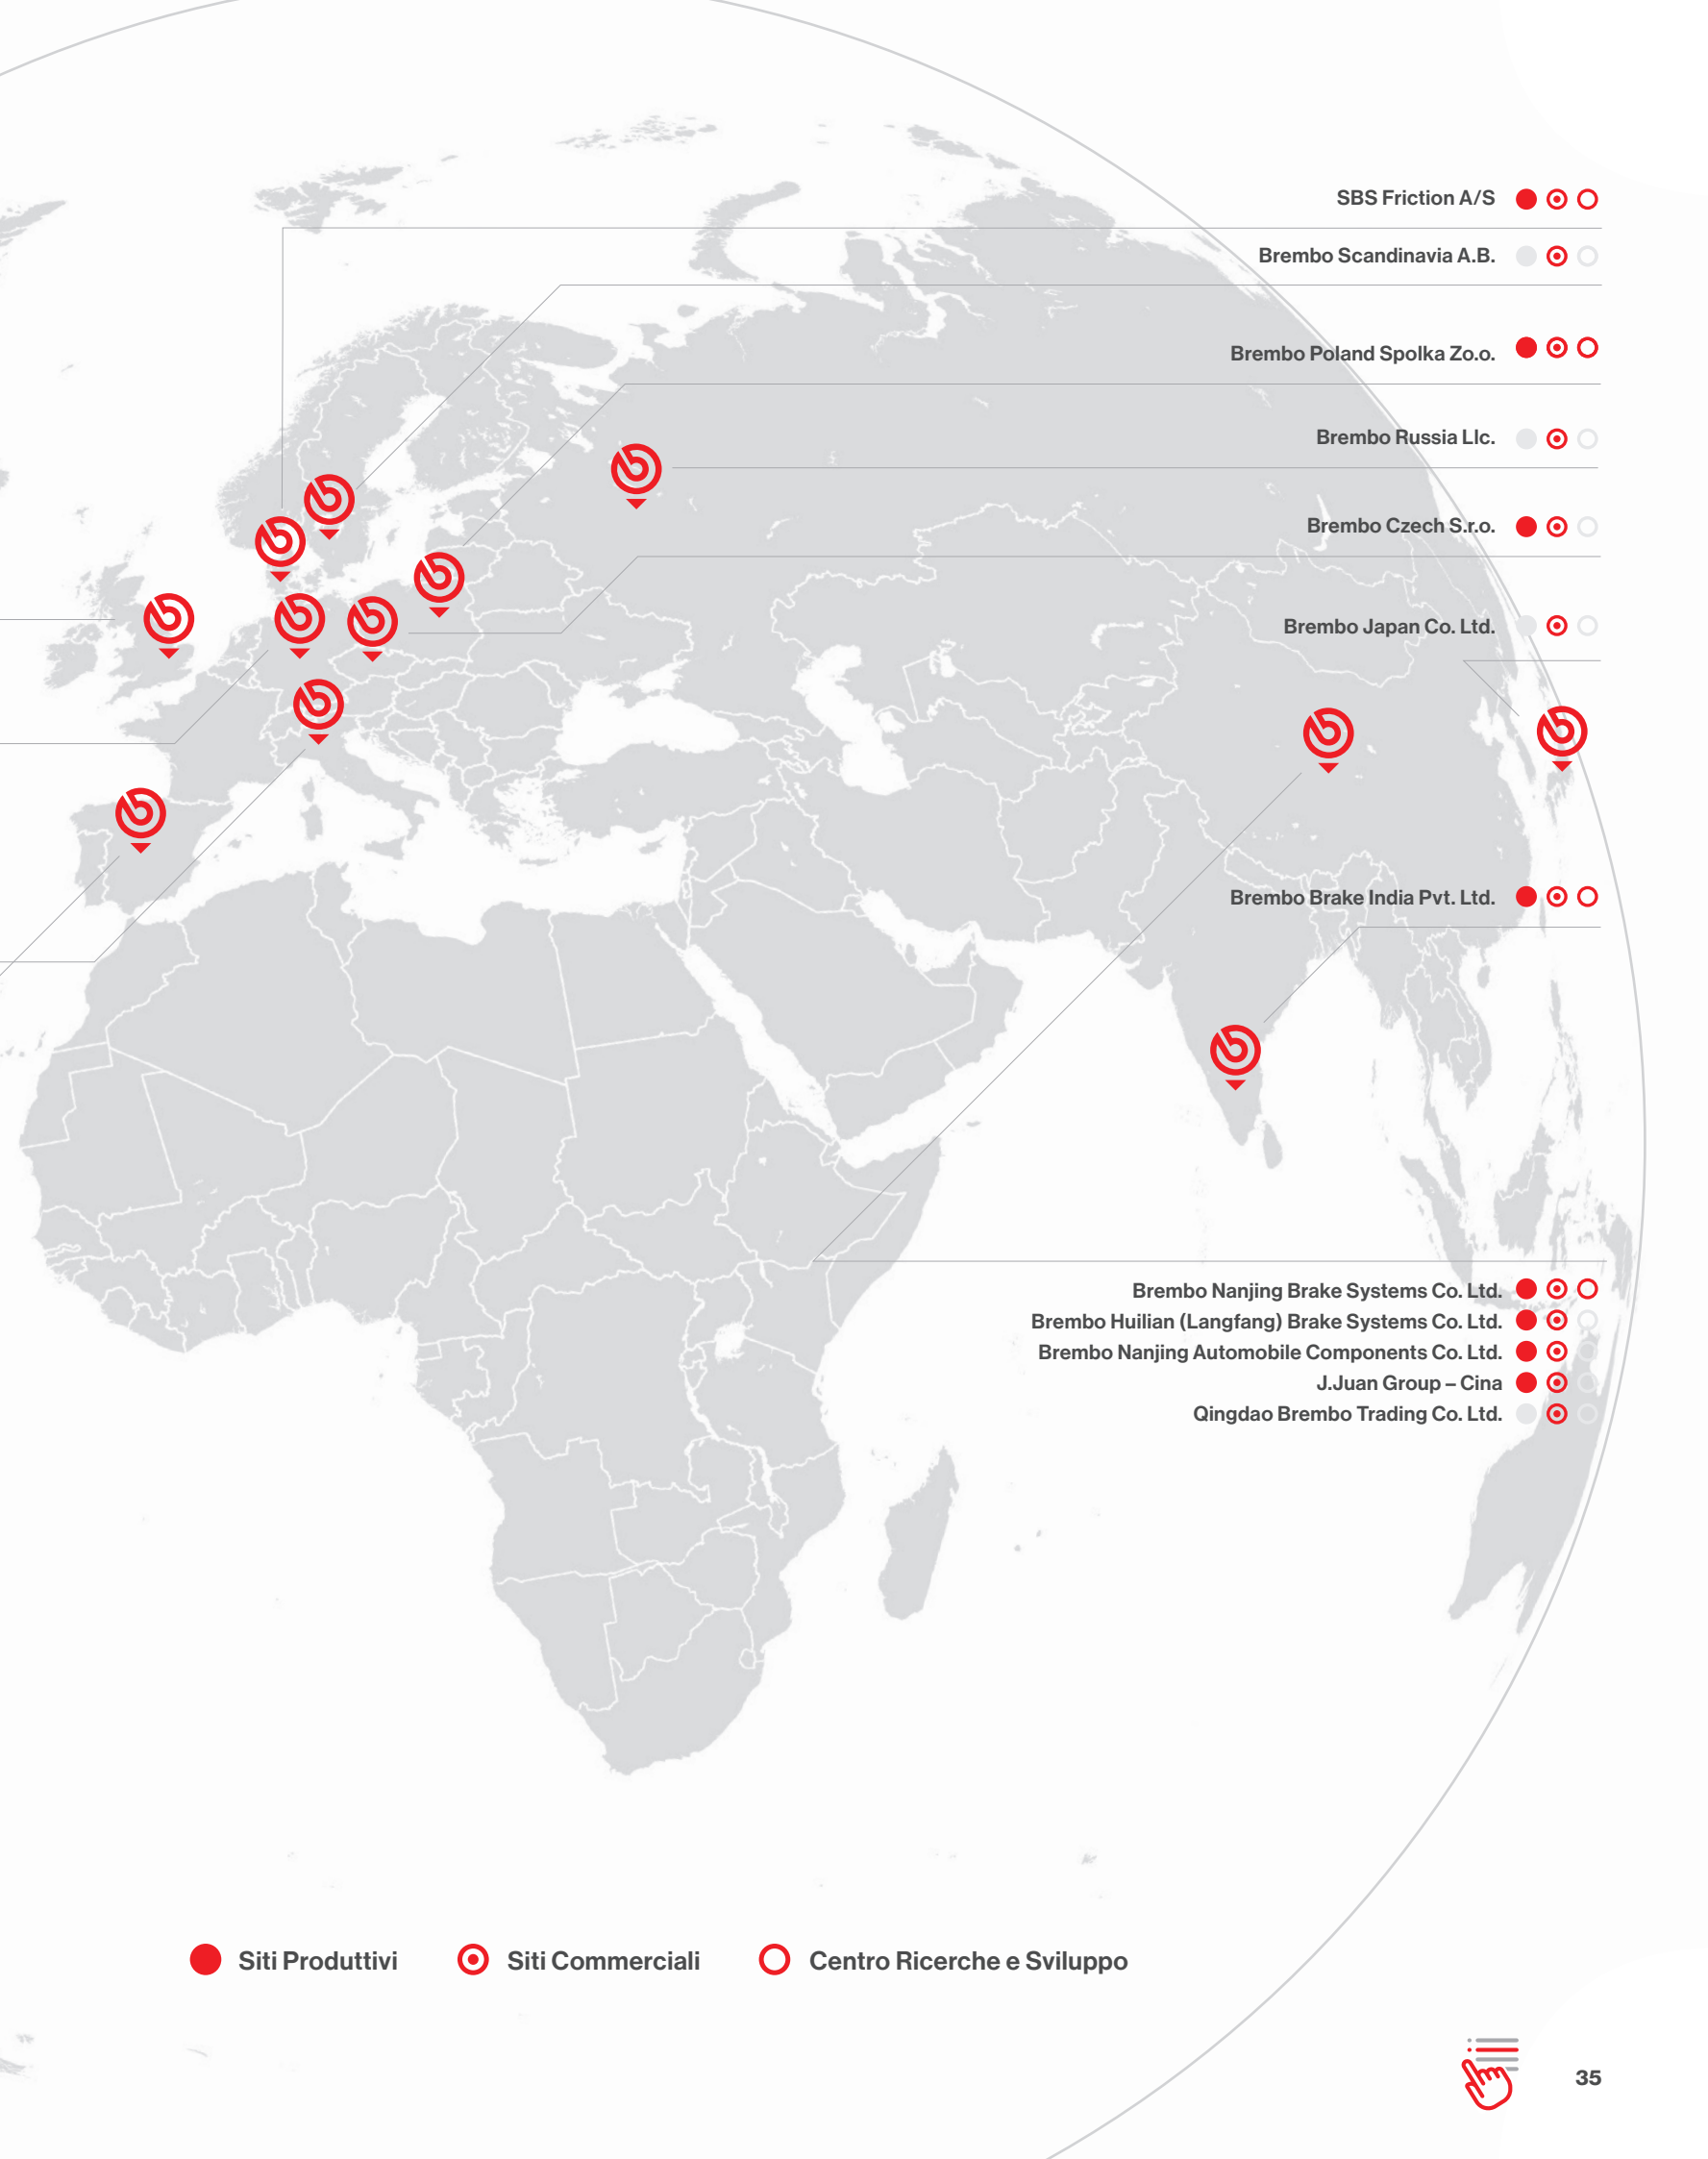 SBS Friction A/S
Brembo Scandinavia A.B.
Brembo Poland Spolka Zo.o.
Brembo Russia Llc.
Brembo Czech S.r.o.
Brembo Japan Co. Ltd.
Brembo Brake India Pvt. Ltd.
Brembo Nanjing Brake Systems Co. Ltd.
Brembo Huilian (Langfang) Brake Systems Co. Ltd.
Brembo Nanjing Automobile Components Co. Ltd.
J.Juan Group – Cina
Qingdao Brembo Trading Co. Ltd.
Siti Produttivi
Siti Commerciali
Centro Ricerche e Sviluppo
35